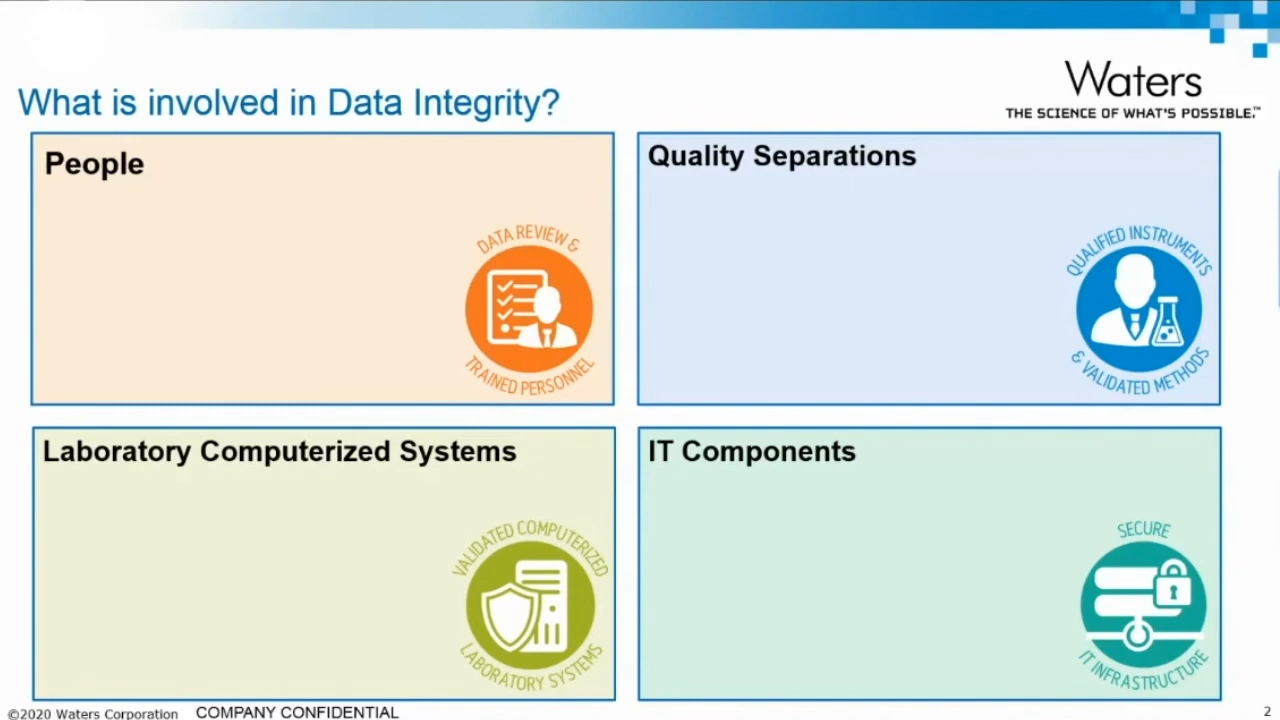 What is involved in Data Integrity?
Waters
THE SCIENCE OF WHAT'S POSSIBLE.™
People
DATA REVIEW &
TRAINED PERSONNEL
Quality Separations
QUALIFIED INSTRUMENTS
& VALIDATED METHODS
Laboratory Computerized Systems
VALIDATED COMPUTERIZED
LABORATORY SYSTEMS
IT Components
SECURE
IT INFRASTRUCTURE
©2020 Waters Corporation COMPANY CONFIDENTIAL
2